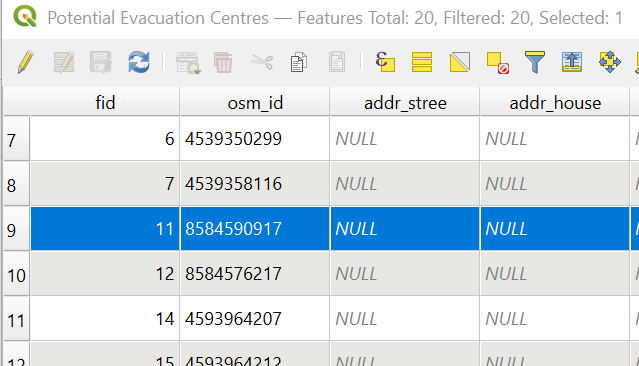 Potential Evacuation Centres — Features Total: 20, Filtered: 20, Selected: 1
fid osm_id addr_stree addr_house
7 6 4539350299 NULL NULL
8 7 4539358116 NULL NULL
9 11 8584590917 NULL NULL
10 12 8584576217 NULL NULL
11 14 4593964207 NULL NULL
12 15 4593964212 NULL NULL